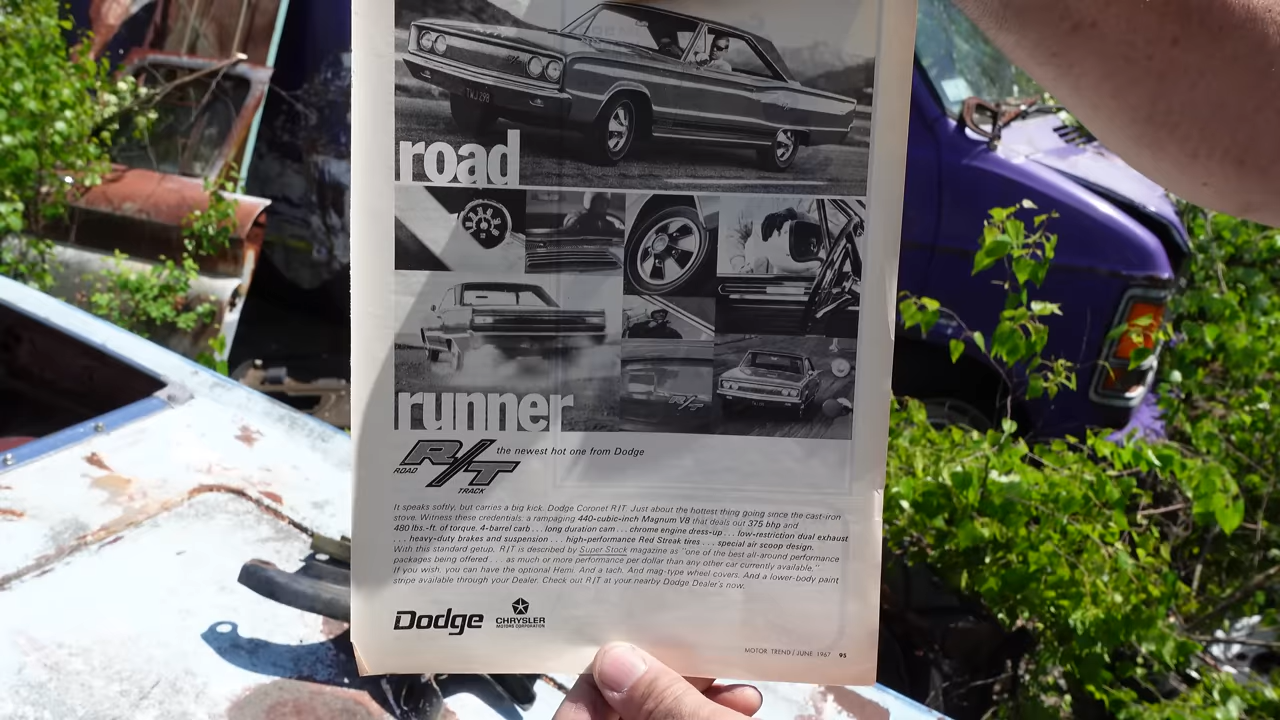 R/T
TWJ 298
road
R/T
runner
R/T the newest hot one from Dodge
ROAD
TRACK
It speaks softly, but carries a big kick. Dodge Coronet R/T. Just about the hottest thing going since the cast-iron
stove. Witness these credentials: a rampaging 440-cubic-inch Magnum V8 that deals out 375 bhp and
480 lbs.-ft. of torque. 4-barrel carb . . . long duration cam . . . chrome engine dress-up . . . low-restriction dual exhaust
. . . heavy-duty brakes and suspension . . . high-performance Red Streak tires . . . special air scoop design.
With this standard getup, R/T is described by Super Stock magazine as "one of the best all-around performance
packages being offered . . . as much or more performance per dollar than any other car currently available."
If you wish, you can have the optional Hemi. And a tach. And mag-type wheel covers. And a lower-body paint
stripe available through your Dealer. Check out R/T at your nearby Dodge Dealer's now.
Dodge
CHRYSLER
MOTORS CORPORATION
MOTOR TREND / JUNE 1967 95